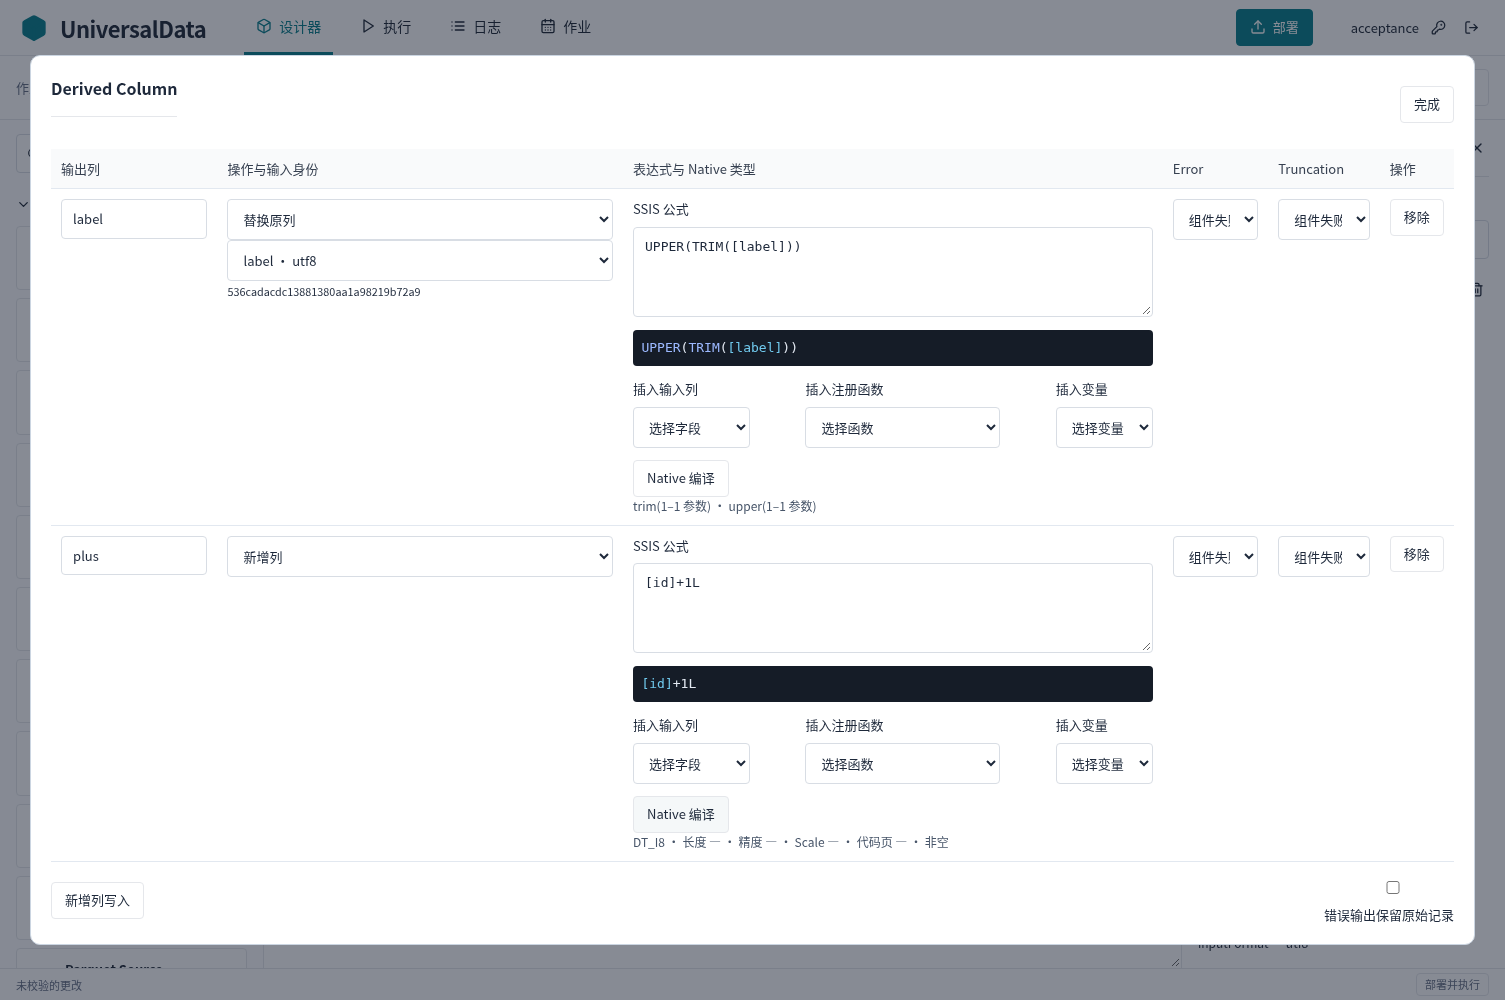 UniversalData
设计器
执行
日志
作业
部署
acceptance
作
Derived Column
完成
输出列
操作与输入身份
表达式与 Native 类型
Error
Truncation
操作
label
替换原列
label • utf8
536cadacdc13881380aa1a98219b72a9
SSIS 公式
UPPER(TRIM([label]))
UPPER(TRIM([label]))
插入输入列
插入注册函数
插入变量
选择字段
选择函数
选择变量
Native 编译
trim(1–1 参数) • upper(1–1 参数)
组件失
组件失败
移除
plus
新增列
SSIS 公式
[id]+1L
[id]+1L
插入输入列
插入注册函数
插入变量
选择字段
选择函数
选择变量
Native 编译
DT_I8 • 长度 — • 精度 — • Scale — • 代码页 — • 非空
组件失
组件失败
移除
新增列写入
错误输出保留原始记录
未校验的更改
部署并执行